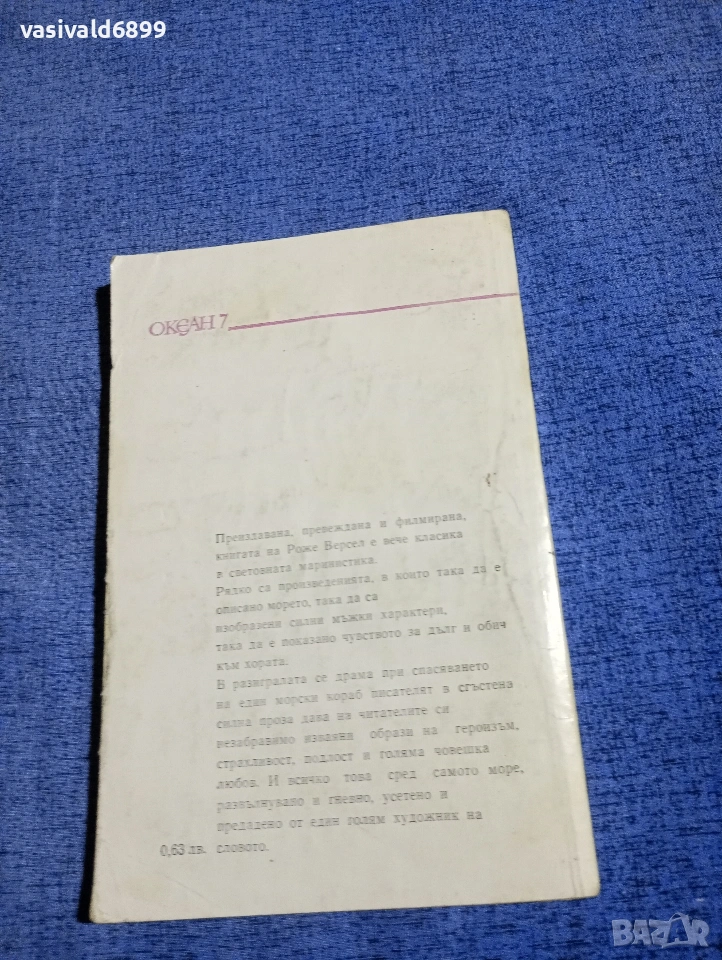 vasivald6899
ОКЕАН 7
Преиздавана, превеждана и филмирана,
книгата на Роже Версел е вече класика
в световната маринистика.
Рядко са произведенията, в които така да е
описано морето, така да са
изобразени силни мъжки характери,
така да е показано чувството за дълг и обич
към хората.
В разигралата се драма при спасяването
на един морски кораб писателят в сгъстена
силна проза дава на читателите си
незабравимо изваяни образи на героизъм,
страхливост, подлост и голяма човешка
любов. И всичко това сред самото море,
развълнувано и гневно, усетено и
предадено от един голям художник на
0,63 лв. словото.
BAZAR